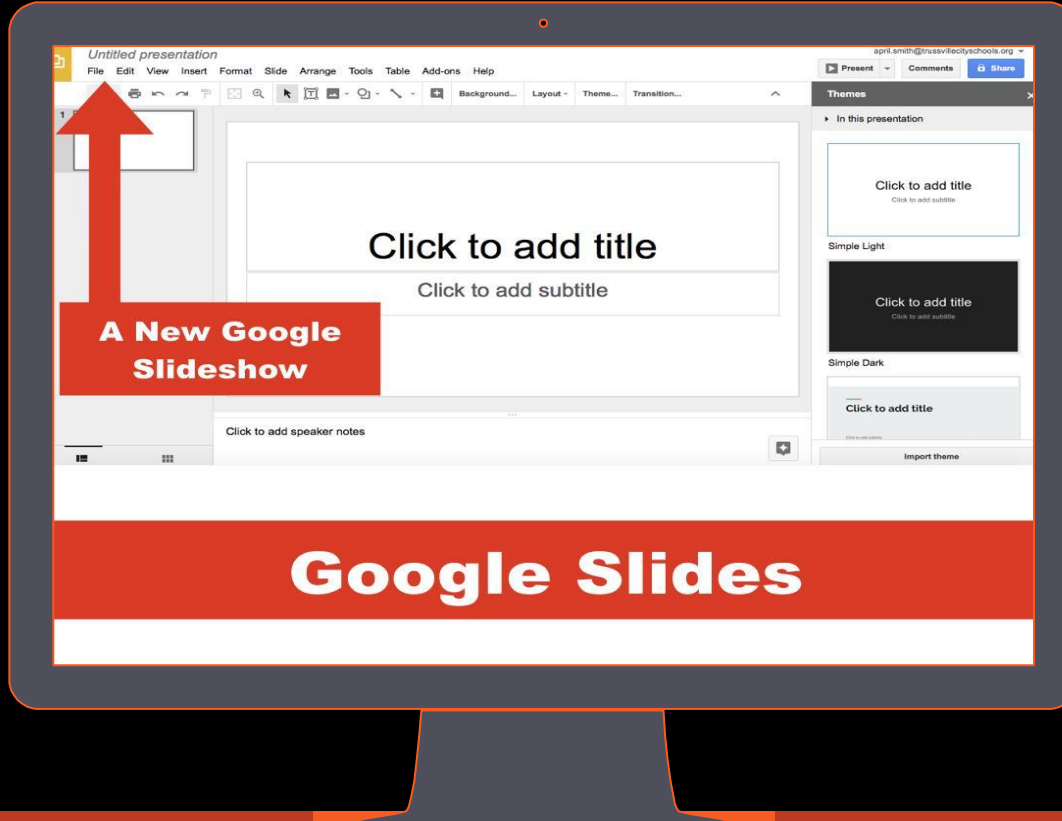 Untitled presentation
april.smith@trussvillecityschools.org
File Edit View Insert Format Slide Arrange Tools Table Add-ons Help
Present Comments Share
Background... Layout Theme... Transition...
Themes
1
In this presentation
Click to add title
Click to add subtitle
Simple Light
Click to add title
Click to add subtitle
Click to add title
Click to add subtitle
Simple Dark
A New Google
Slideshow
Click to add title
Click to add speaker notes
Import theme
Google Slides